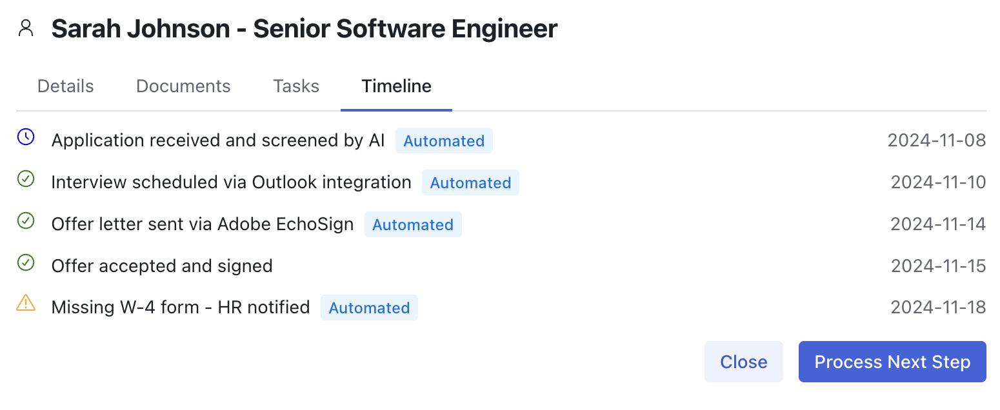 Sarah Johnson - Senior Software Engineer
Details Documents Tasks Timeline
Application received and screened by AI Automated 2024-11-08
Interview scheduled via Outlook integration Automated 2024-11-10
Offer letter sent via Adobe EchoSign Automated 2024-11-14
Offer accepted and signed 2024-11-15
Missing W-4 form - HR notified Automated 2024-11-18
Close Process Next Step